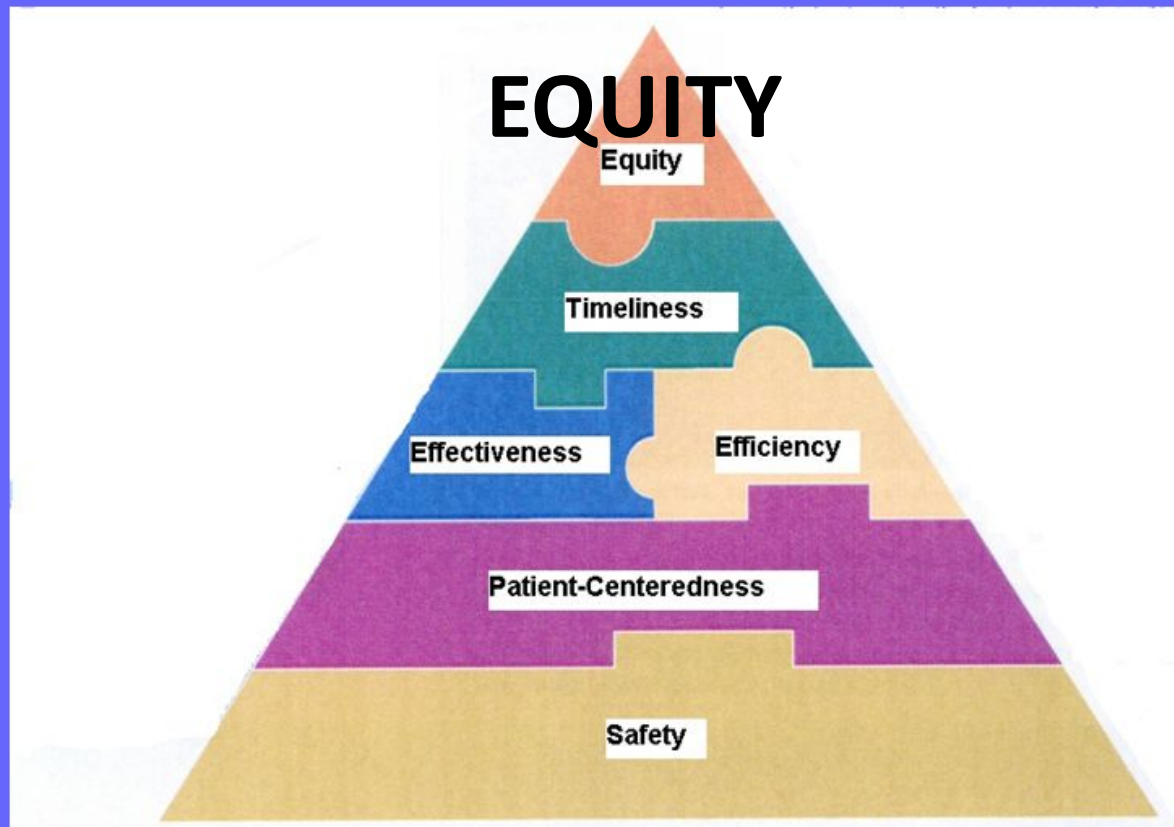 EQUITY
Equity
Timeliness
Effectiveness
Efficiency
Patient-Centeredness
Safety